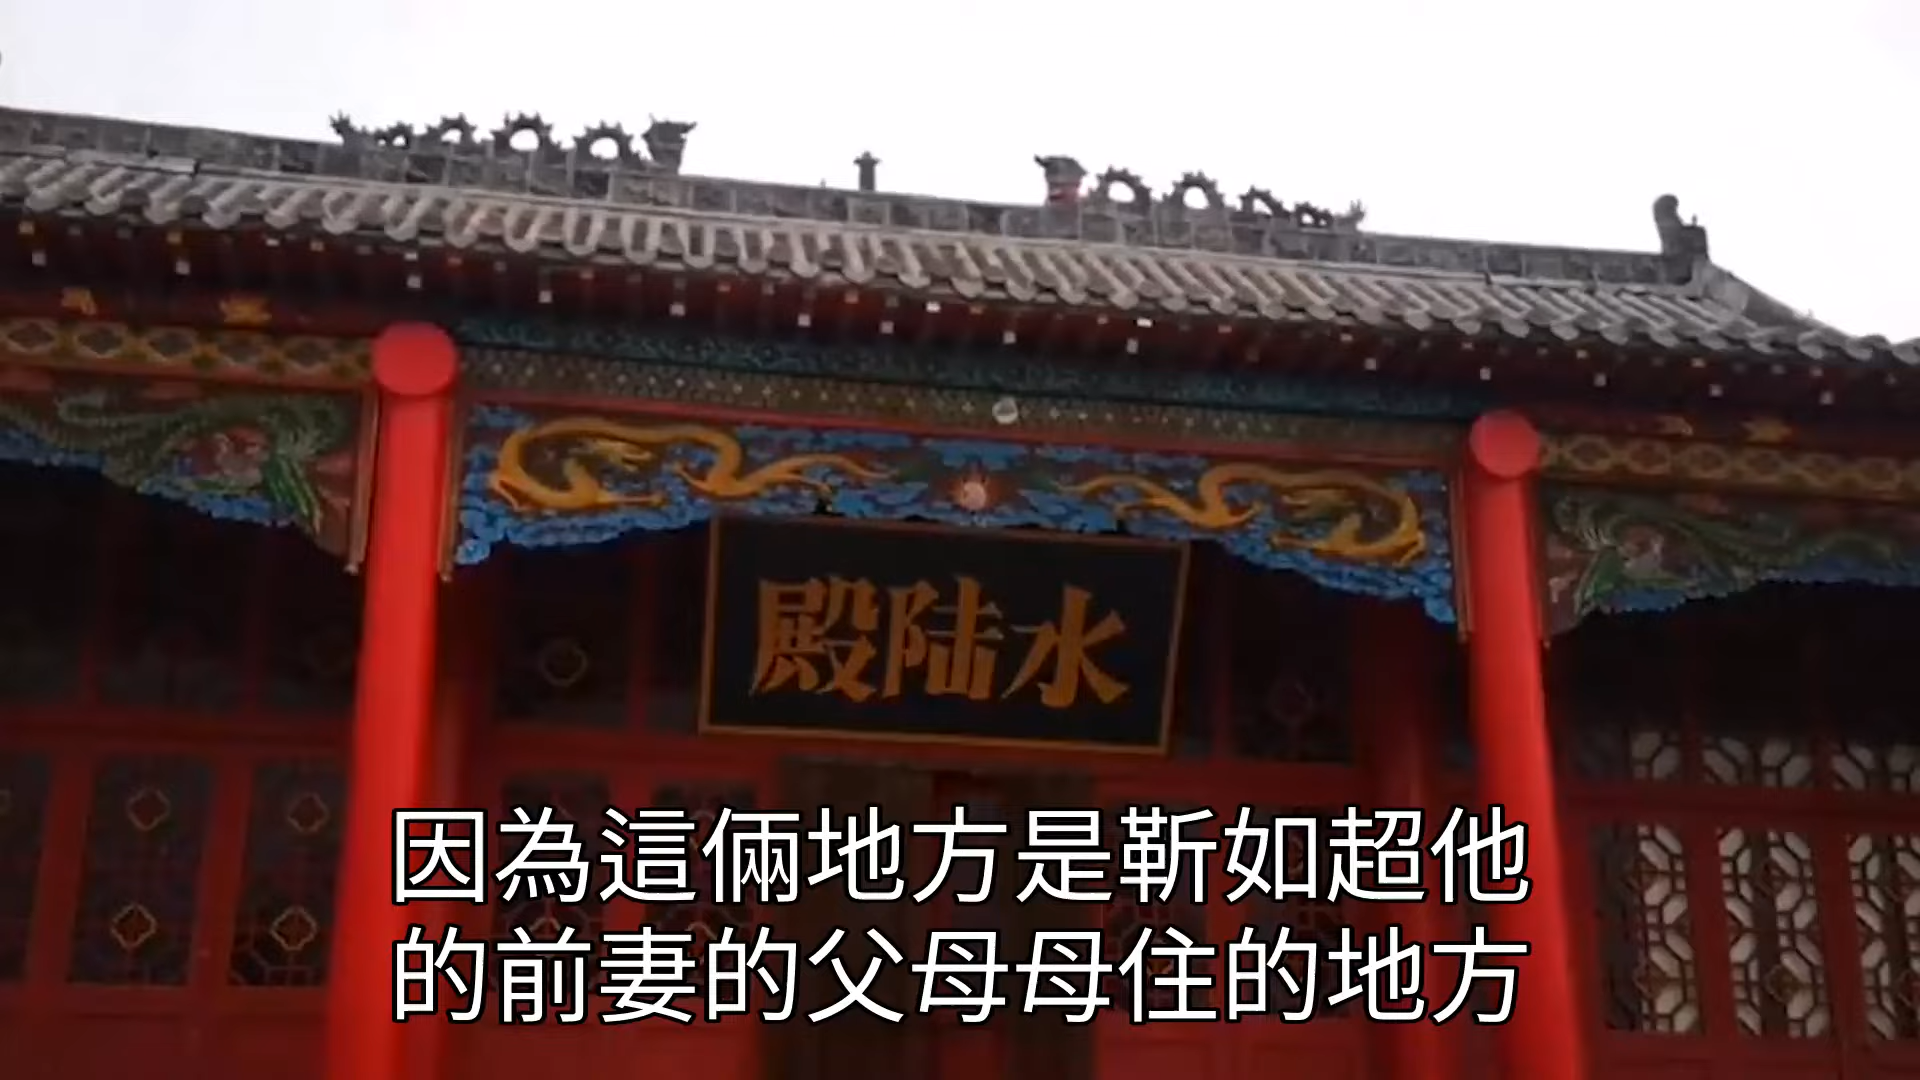 水陆殿
因為這倆地方是靳如超他
的前妻的父母母住的地方